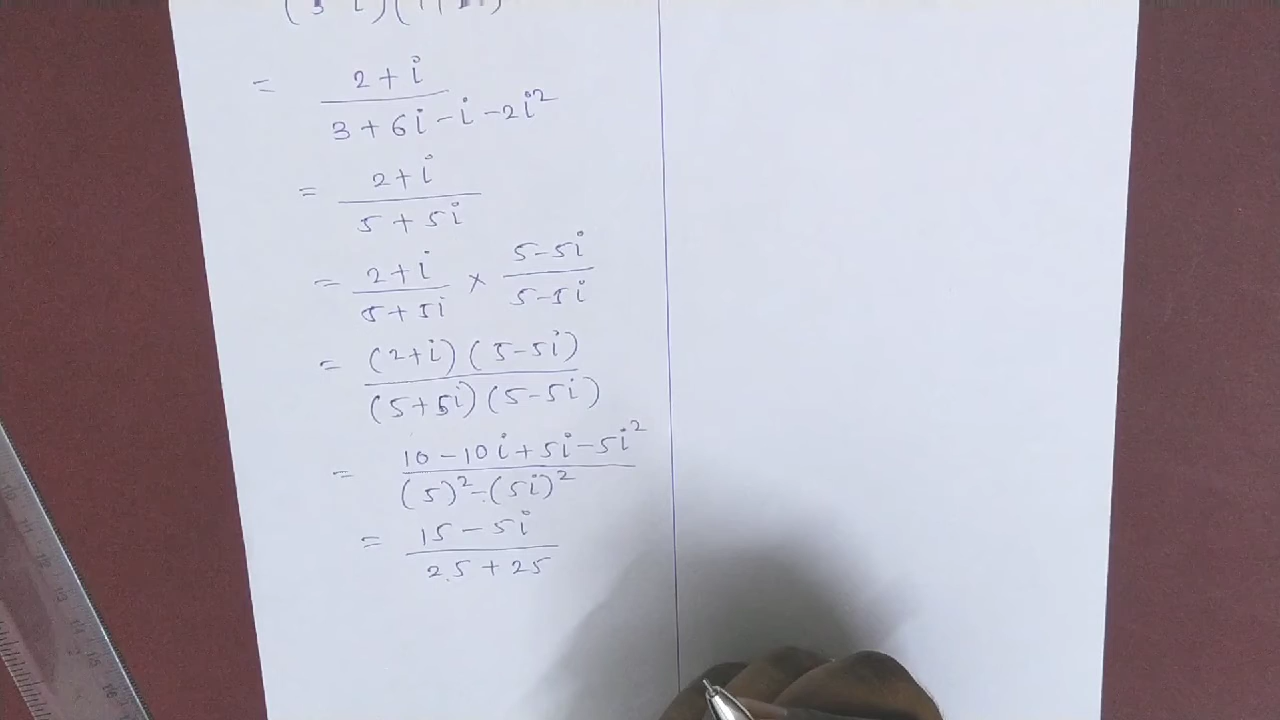 = 2+i / 3+6i-i-2i²
= 2+i / 5+5i
= 2+i / 5+5i × 5-5i / 5-5i
= (2+i)(5-5i) / (5+5i)(5-5i)
= 10-10i+5i-5i² / (5)²-(5i)²
= 15-5i / 25+25